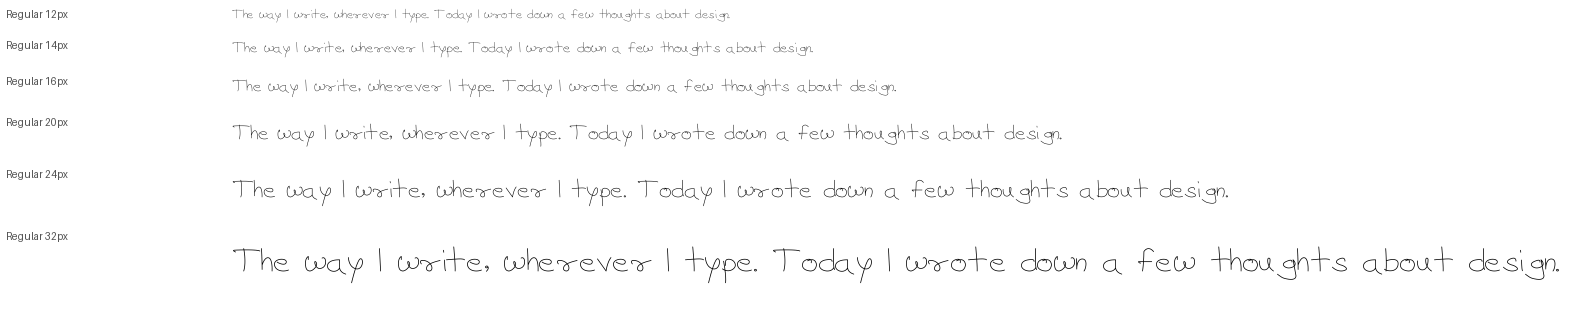 Regular 12px The way I write, wherever I type. Today I wrote down a few thoughts about design.
Regular 14px The way I write, wherever I type. Today I wrote down a few thoughts about design.
Regular 16px The way I write, wherever I type. Today I wrote down a few thoughts about design.
Regular 20px The way I write, wherever I type. Today I wrote down a few thoughts about design.
Regular 24px The way I write, wherever I type. Today I wrote down a few thoughts about design.
Regular 32px The way I write, wherever I type. Today I wrote down a few thoughts about design.